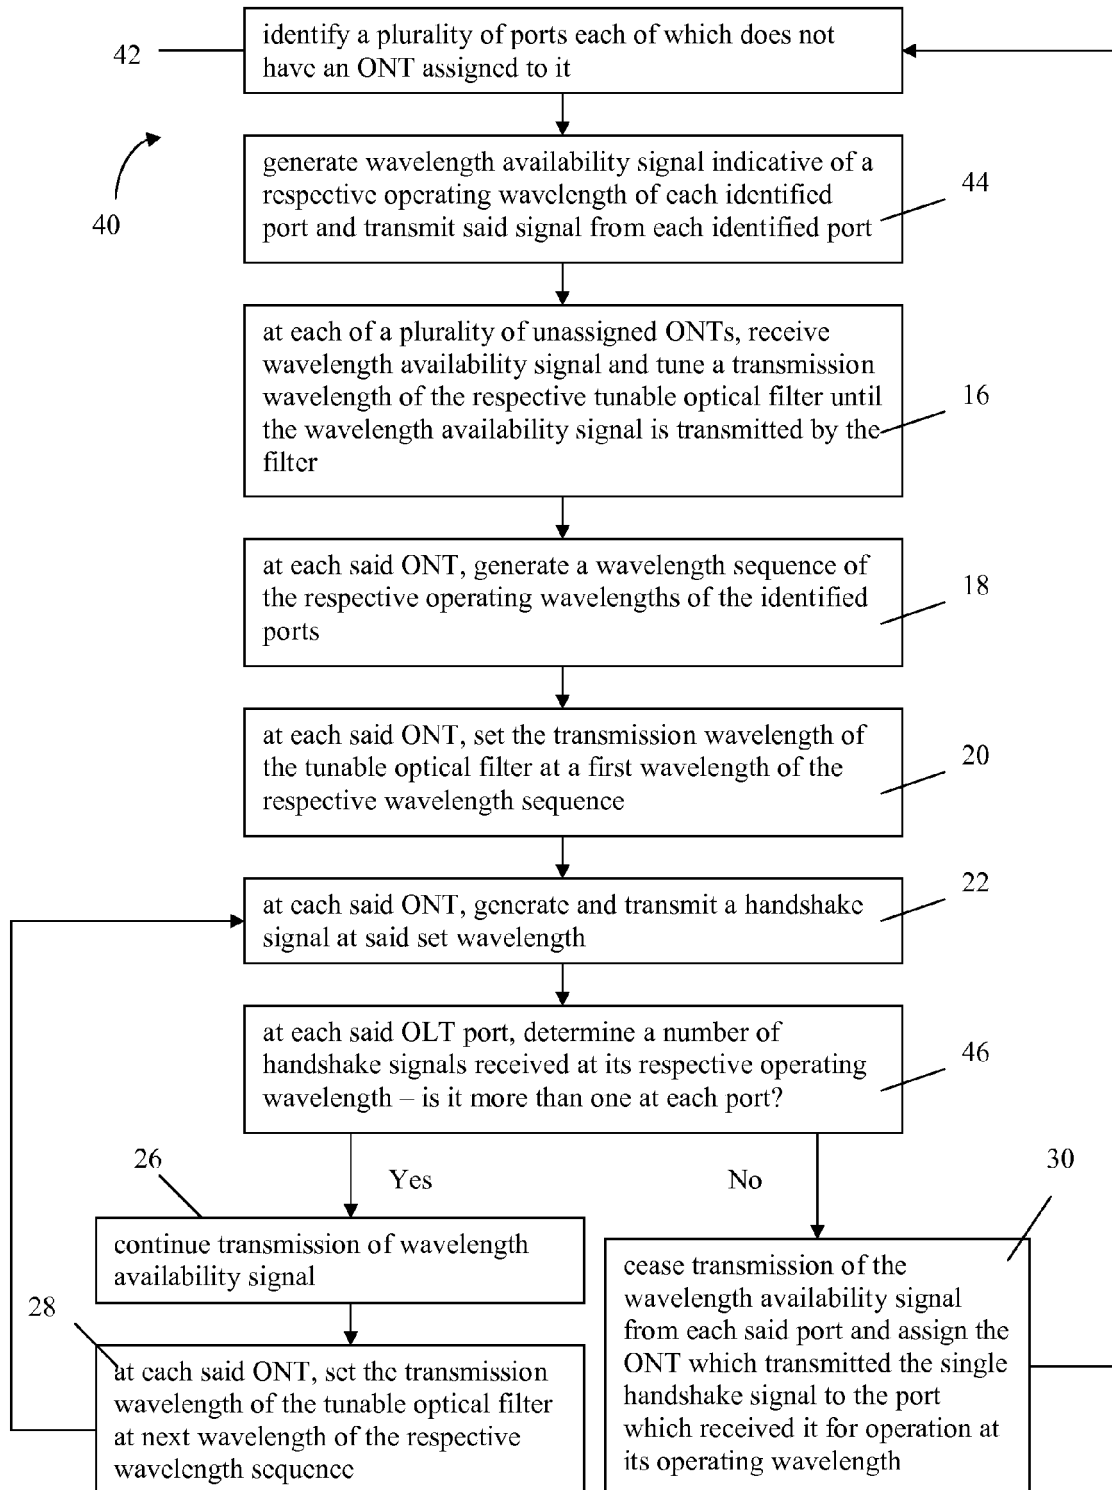 42
identify a plurality of ports each of which does not
have an ONT assigned to it
40
generate wavelength availability signal indicative of a
respective operating wavelength of each identified
port and transmit said signal from each identified port
44
at each of a plurality of unassigned ONTs, receive
wavelength availability signal and tune a transmission
wavelength of the respective tunable optical filter until
the wavelength availability signal is transmitted by the
filter
16
at each said ONT, generate a wavelength sequence of
the respective operating wavelengths of the identified
ports
18
at each said ONT, set the transmission wavelength of
the tunable optical filter at a first wavelength of the
respective wavelength sequence
20
at each said ONT, generate and transmit a handshake
signal at said set wavelength
22
at each said OLT port, determine a number of
handshake signals received at its respective operating
wavelength – is it more than one at each port?
46
Yes
No
26
continue transmission of wavelength
availability signal
28
at each said ONT, set the transmission
wavelength of the tunable optical filter
at next wavelength of the respective
wavelength sequence
30
cease transmission of the
wavelength availability signal
from each said port and assign the
ONT which transmitted the single
handshake signal to the port
which received it for operation at
its operating wavelength